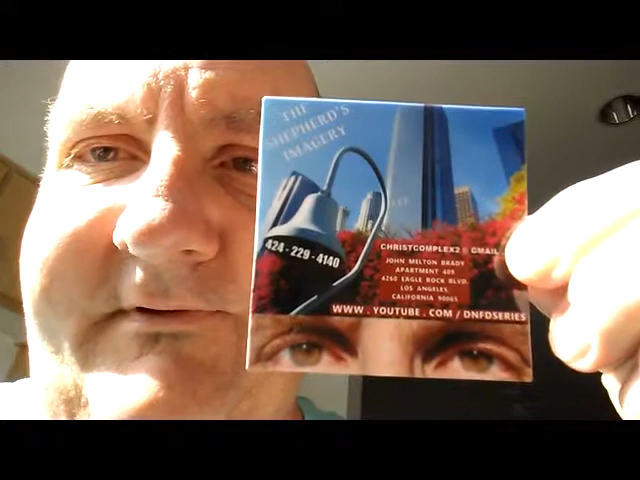 THE
SHEPHERD'S
IMAGERY
424-229-4140
CHRISTCOMPLEX2 @ GMAIL
JOHN MELTON BRADY
APARTMENT 409
4260 EAGLE ROCK BLVD.
LOS ANGELES
CALIFORNIA 90065
WWW.YOUTUBE.COM/DNFDSERIES